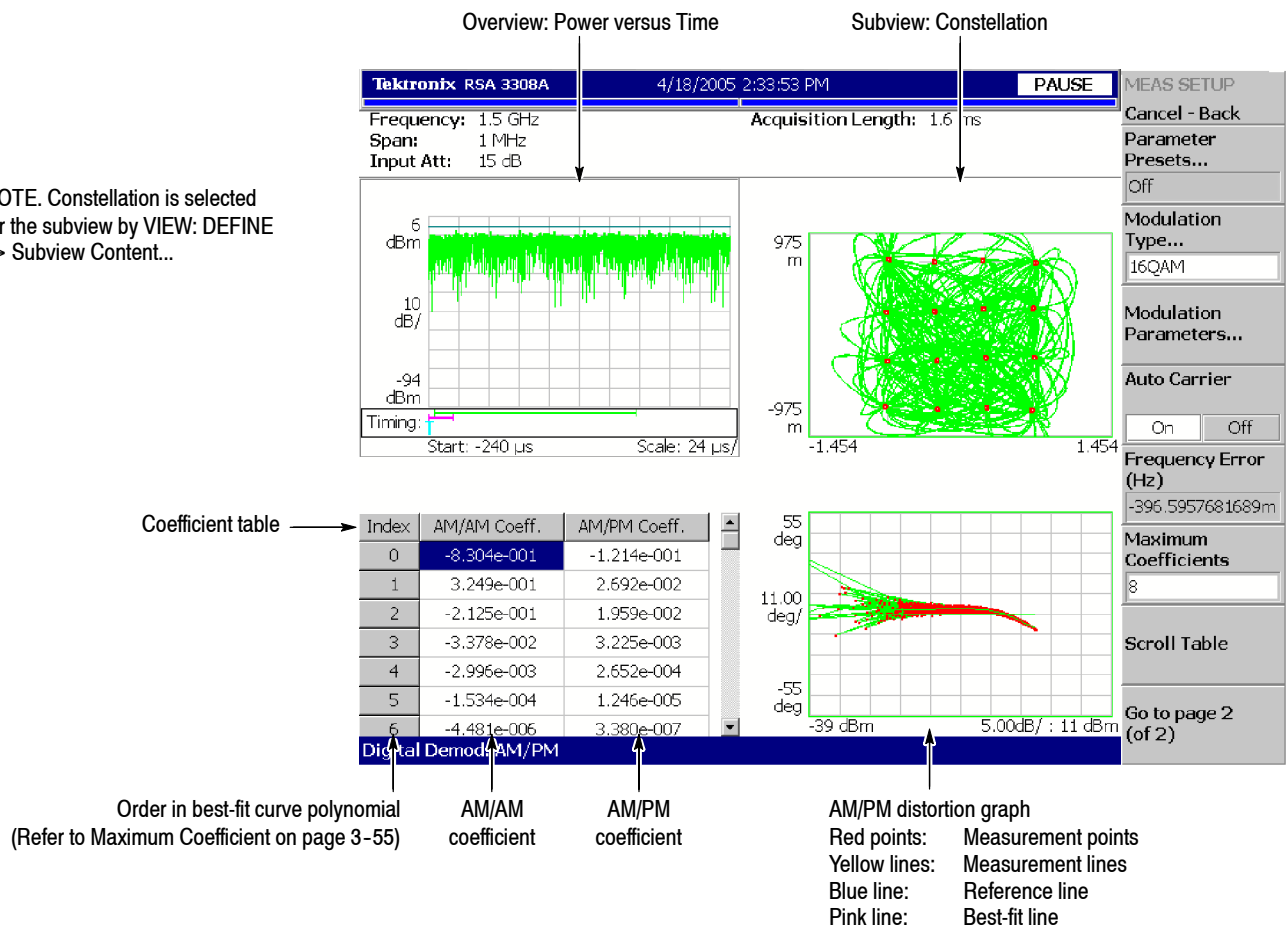 Overview: Power versus Time
Subview: Constellation
Tektronix RSA 3308A
4/18/2005 2:33:53 PM
PAUSE
Frequency: 1.5 GHz
Span: 1 MHz
Input Att: 15 dB
Acquisition Length: 1.6 ms
OTE. Constellation is selected
r the subview by VIEW: DEFINE
> Subview Content...
6
dBm
10
dB/
-94
dBm
Timing:
Start: -240 µs
Scale: 24 µs/
975
m
-975
m
-1.454
1.454
Coefficient table
Index AM/AM Coeff. AM/PM Coeff.
0 -8.304e-001 -1.214e-001
1 3.249e-001 2.692e-002
2 -2.125e-001 1.959e-002
3 -3.378e-002 3.225e-003
4 -2.996e-003 2.652e-004
5 -1.534e-004 1.246e-005
6 -4.481e-006 3.380e-007
55
deg
11.00
deg/
-55
deg
-39 dBm
5.00dB/ : 11 dBm
Digital Demod: AM/PM
MEAS SETUP
Cancel - Back
Parameter
Presets...
Off
Modulation
Type...
16QAM
Modulation
Parameters...
Auto Carrier
On Off
Frequency Error
(Hz)
-396.5957681689m
Maximum
Coefficients
8
Scroll Table
Go to page 2
(of 2)
Order in best-fit curve polynomial
(Refer to Maximum Coefficient on page 3-55)
AM/AM
coefficient
AM/PM
coefficient
AM/PM distortion graph
Red points: Measurement points
Yellow lines: Measurement lines
Blue line: Reference line
Pink line: Best-fit line